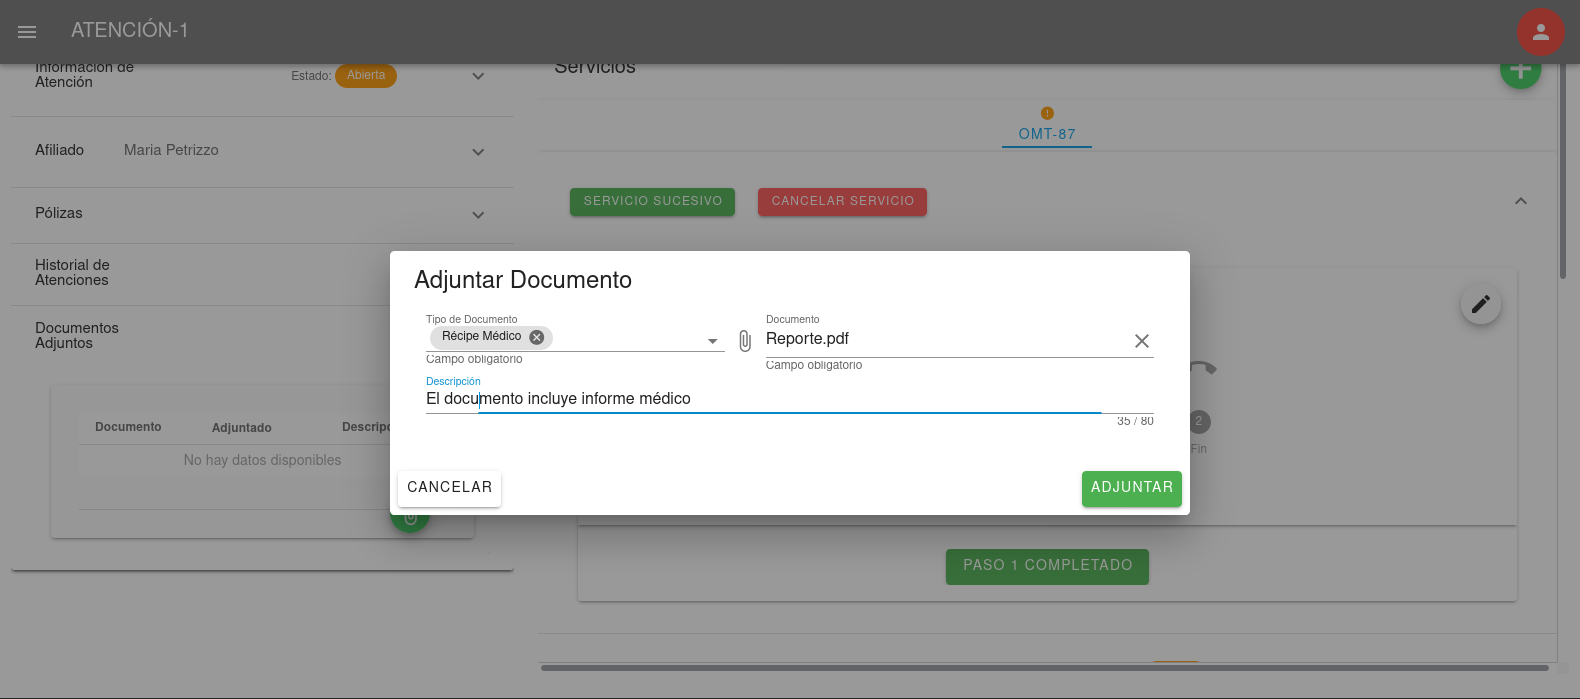 ATENCIÓN-1
Información de
Atención
Estado: Abierta
Servicios
OMT-87
Afiliado Maria Petrizzo
SERVICIO SUCESIVO CANCELAR SERVICIO
Pólizas
Historial de
Atenciones
Documentos
Adjuntos
Documento Adjuntado Descripc
No hay datos disponibles
Adjuntar Documento
Tipo de Documento
Récipe Médico
Campo obligatorio
Documento
Reporte.pdf
Campo obligatorio
Descripción
El documento incluye informe médico
35 / 80
CANCELAR ADJUNTAR
2
Fin
PASO 1 COMPLETADO